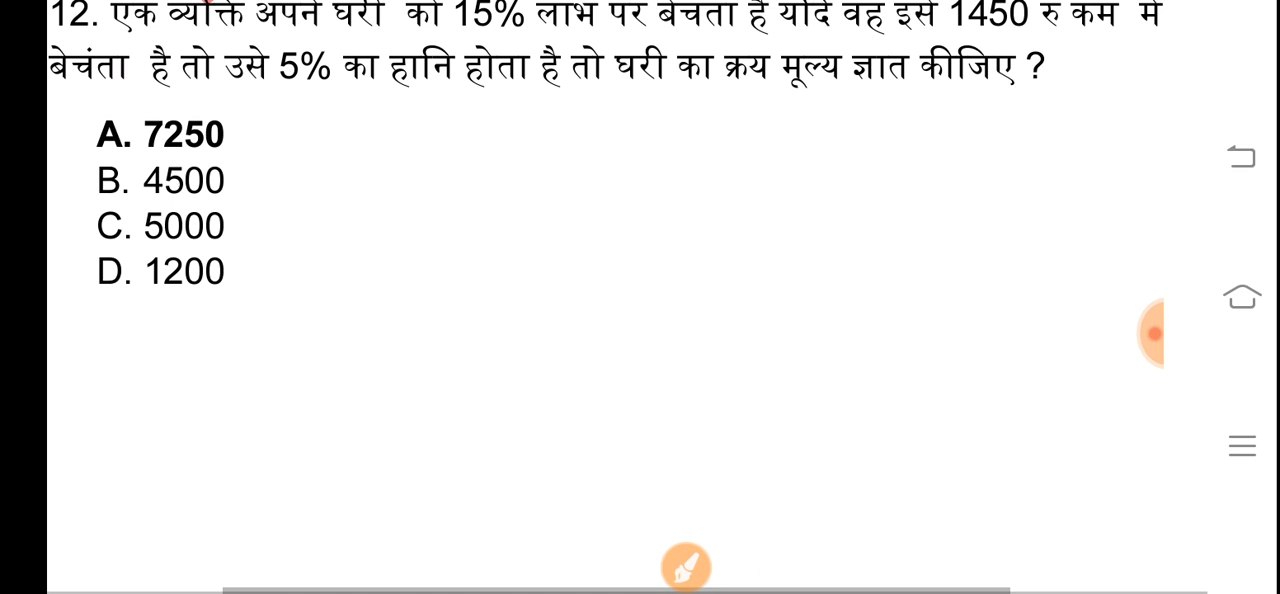 12. एक व्यक्ति अपने घरी को 15% लाभ पर बेचता है यदि वह इसे 1450 रु कम में
बेचंता है तो उसे 5% का हानि होता है तो घरी का क्रय मूल्य ज्ञात कीजिए ?
A. 7250
B. 4500
C. 5000
D. 1200